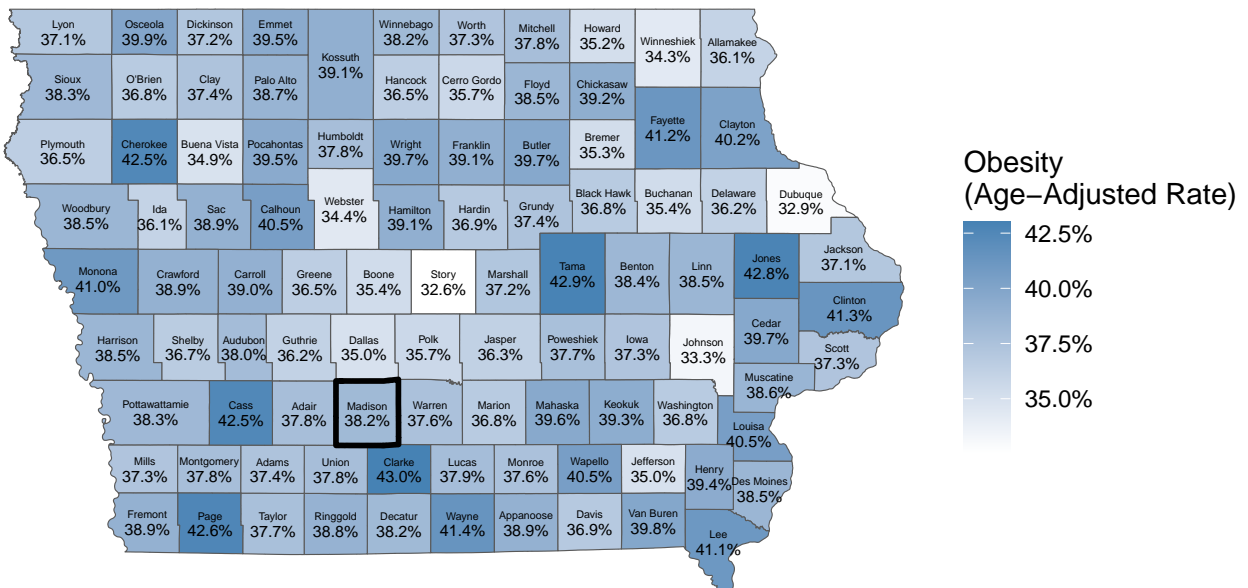 Lyon
37.1%
Osceola
39.9%
Dickinson
37.2%
Emmet
39.5%
Kossuth
39.1%
Winnebago
38.2%
Worth
37.3%
Mitchell
37.8%
Howard
35.2%
Winneshiek
34.3%
Allamakee
36.1%
Sioux
38.3%
O'Brien
36.8%
Clay
37.4%
Palo Alto
38.7%
Hancock
36.5%
Cerro Gordo
35.7%
Floyd
38.5%
Chickasaw
39.2%
Fayette
41.2%
Clayton
40.2%
Plymouth
36.5%
Cherokee
42.5%
Buena Vista
34.9%
Pocahontas
39.5%
Humboldt
37.8%
Wright
39.7%
Franklin
39.1%
Butler
39.7%
Bremer
35.3%
Woodbury
38.5%
Ida
36.1%
Sac
38.9%
Calhoun
40.5%
Webster
34.4%
Hamilton
39.1%
Hardin
36.9%
Grundy
37.4%
Black Hawk
36.8%
Buchanan
35.4%
Delaware
36.2%
Dubuque
32.9%
Monona
41.0%
Crawford
38.9%
Carroll
39.0%
Greene
36.5%
Boone
35.4%
Story
32.6%
Marshall
37.2%
Tama
42.9%
Benton
38.4%
Linn
38.5%
Jones
42.8%
Jackson
37.1%
Clinton
41.3%
Harrison
38.5%
Shelby
36.7%
Audubon
38.0%
Guthrie
36.2%
Dallas
35.0%
Polk
35.7%
Jasper
36.3%
Poweshiek
37.7%
Iowa
37.3%
Johnson
33.3%
Cedar
39.7%
Scott
37.3%
Muscatine
38.6%
Pottawattamie
38.3%
Cass
42.5%
Adair
37.8%
Madison
38.2%
Warren
37.6%
Marion
36.8%
Mahaska
39.6%
Keokuk
39.3%
Washington
36.8%
Louisa
40.5%
Mills
37.3%
Montgomery
37.8%
Adams
37.4%
Union
37.8%
Clarke
43.0%
Lucas
37.9%
Monroe
37.6%
Wapello
40.5%
Jefferson
35.0%
Henry
39.4%
Des Moines
38.5%
Fremont
38.9%
Page
42.6%
Taylor
37.7%
Ringgold
38.8%
Decatur
38.2%
Wayne
41.4%
Appanoose
38.9%
Davis
36.9%
Van Buren
39.8%
Lee
41.1%
Obesity
(Age−Adjusted Rate)
42.5%
40.0%
37.5%
35.0%